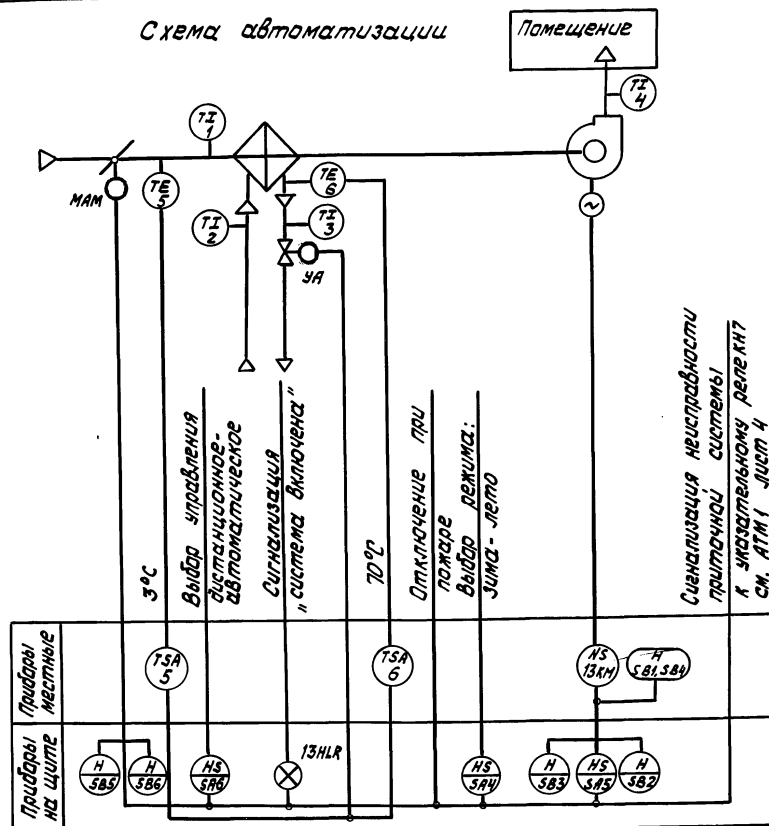 Схема автоматизации
Помещение
TI
1
TI
4
TE
5
TE
6
МАМ
TI
2
TI
3
УА
3°С
Выбор управления
дистанционное-
автоматическое
Сигнализация
„система включена"
70°С
Отключение при
пожаре
Выбор режима:
зима - лето
Сигнализация неисправности
приточной системы
к указательному реле КН7
см. АТМ1 лист 4
Приборы
местные
TSA
5
TSA
6
NS
13КМ
H
SB1, SB4
Приборы
на щите
H
SB5
H
SB6
HS
SA6
13HLR
HS
SA4
H
SB3
HS
SA5
H
SB2